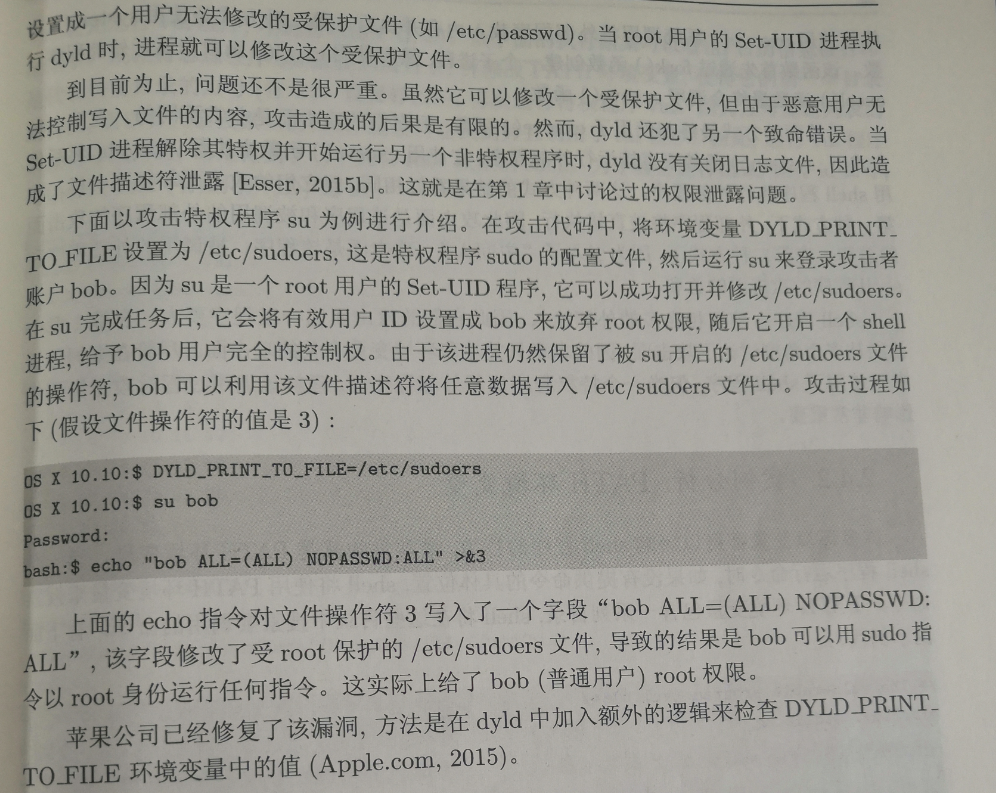 设置成一个用户无法修改的受保护文件 (如 /etc/passwd)。当 root 用户的 Set-UID 进程执
行 dyld 时, 进程就可以修改这个受保护文件。
到目前为止, 问题还不是很严重。虽然它可以修改一个受保护文件, 但由于恶意用户无
法控制写入文件的内容, 攻击造成的后果是有限的。然而, dyld 还犯了另一个致命错误。当
Set-UID 进程解除其特权并开始运行另一个非特权程序时, dyld 没有关闭日志文件, 因此造
成了文件描述符泄露 [Esser, 2015b]。这就是在第 1 章中讨论过的权限泄露问题。
下面以攻击特权程序 su 为例进行介绍。在攻击代码中, 将环境变量 DYLD_PRINT_
TO_FILE 设置为 /etc/sudoers, 这是特权程序 sudo 的配置文件, 然后运行 su 来登录攻击者
账户 bob。因为 su 是一个 root 用户的 Set-UID 程序, 它可以成功打开并修改 /etc/sudoers。
在 su 完成任务后, 它会将有效用户 ID 设置成 bob 来放弃 root 权限, 随后它开启一个 shell
进程, 给予 bob 用户完全的控制权。由于该进程仍然保留了被 su 开启的 /etc/sudoers 文件
的操作符, bob 可以利用该文件描述符将任意数据写入 /etc/sudoers 文件中。攻击过程如
下 (假设文件操作符的值是 3) :
OS X 10.10:$ DYLD_PRINT_TO_FILE=/etc/sudoers
OS X 10.10:$ su bob
Password:
bash:$ echo "bob ALL=(ALL) NOPASSWD:ALL" >&3
上面的 echo 指令对文件操作符 3 写入了一个字段“bob ALL=(ALL) NOPASSWD:
ALL”, 该字段修改了受 root 保护的 /etc/sudoers 文件, 导致的结果是 bob 可以用 sudo 指
令以 root 身份运行任何指令。这实际上给了 bob (普通用户) root 权限。
苹果公司已经修复了该漏洞, 方法是在 dyld 中加入额外的逻辑来检查 DYLD_PRINT_
TO_FILE 环境变量中的值 (Apple.com, 2015)。